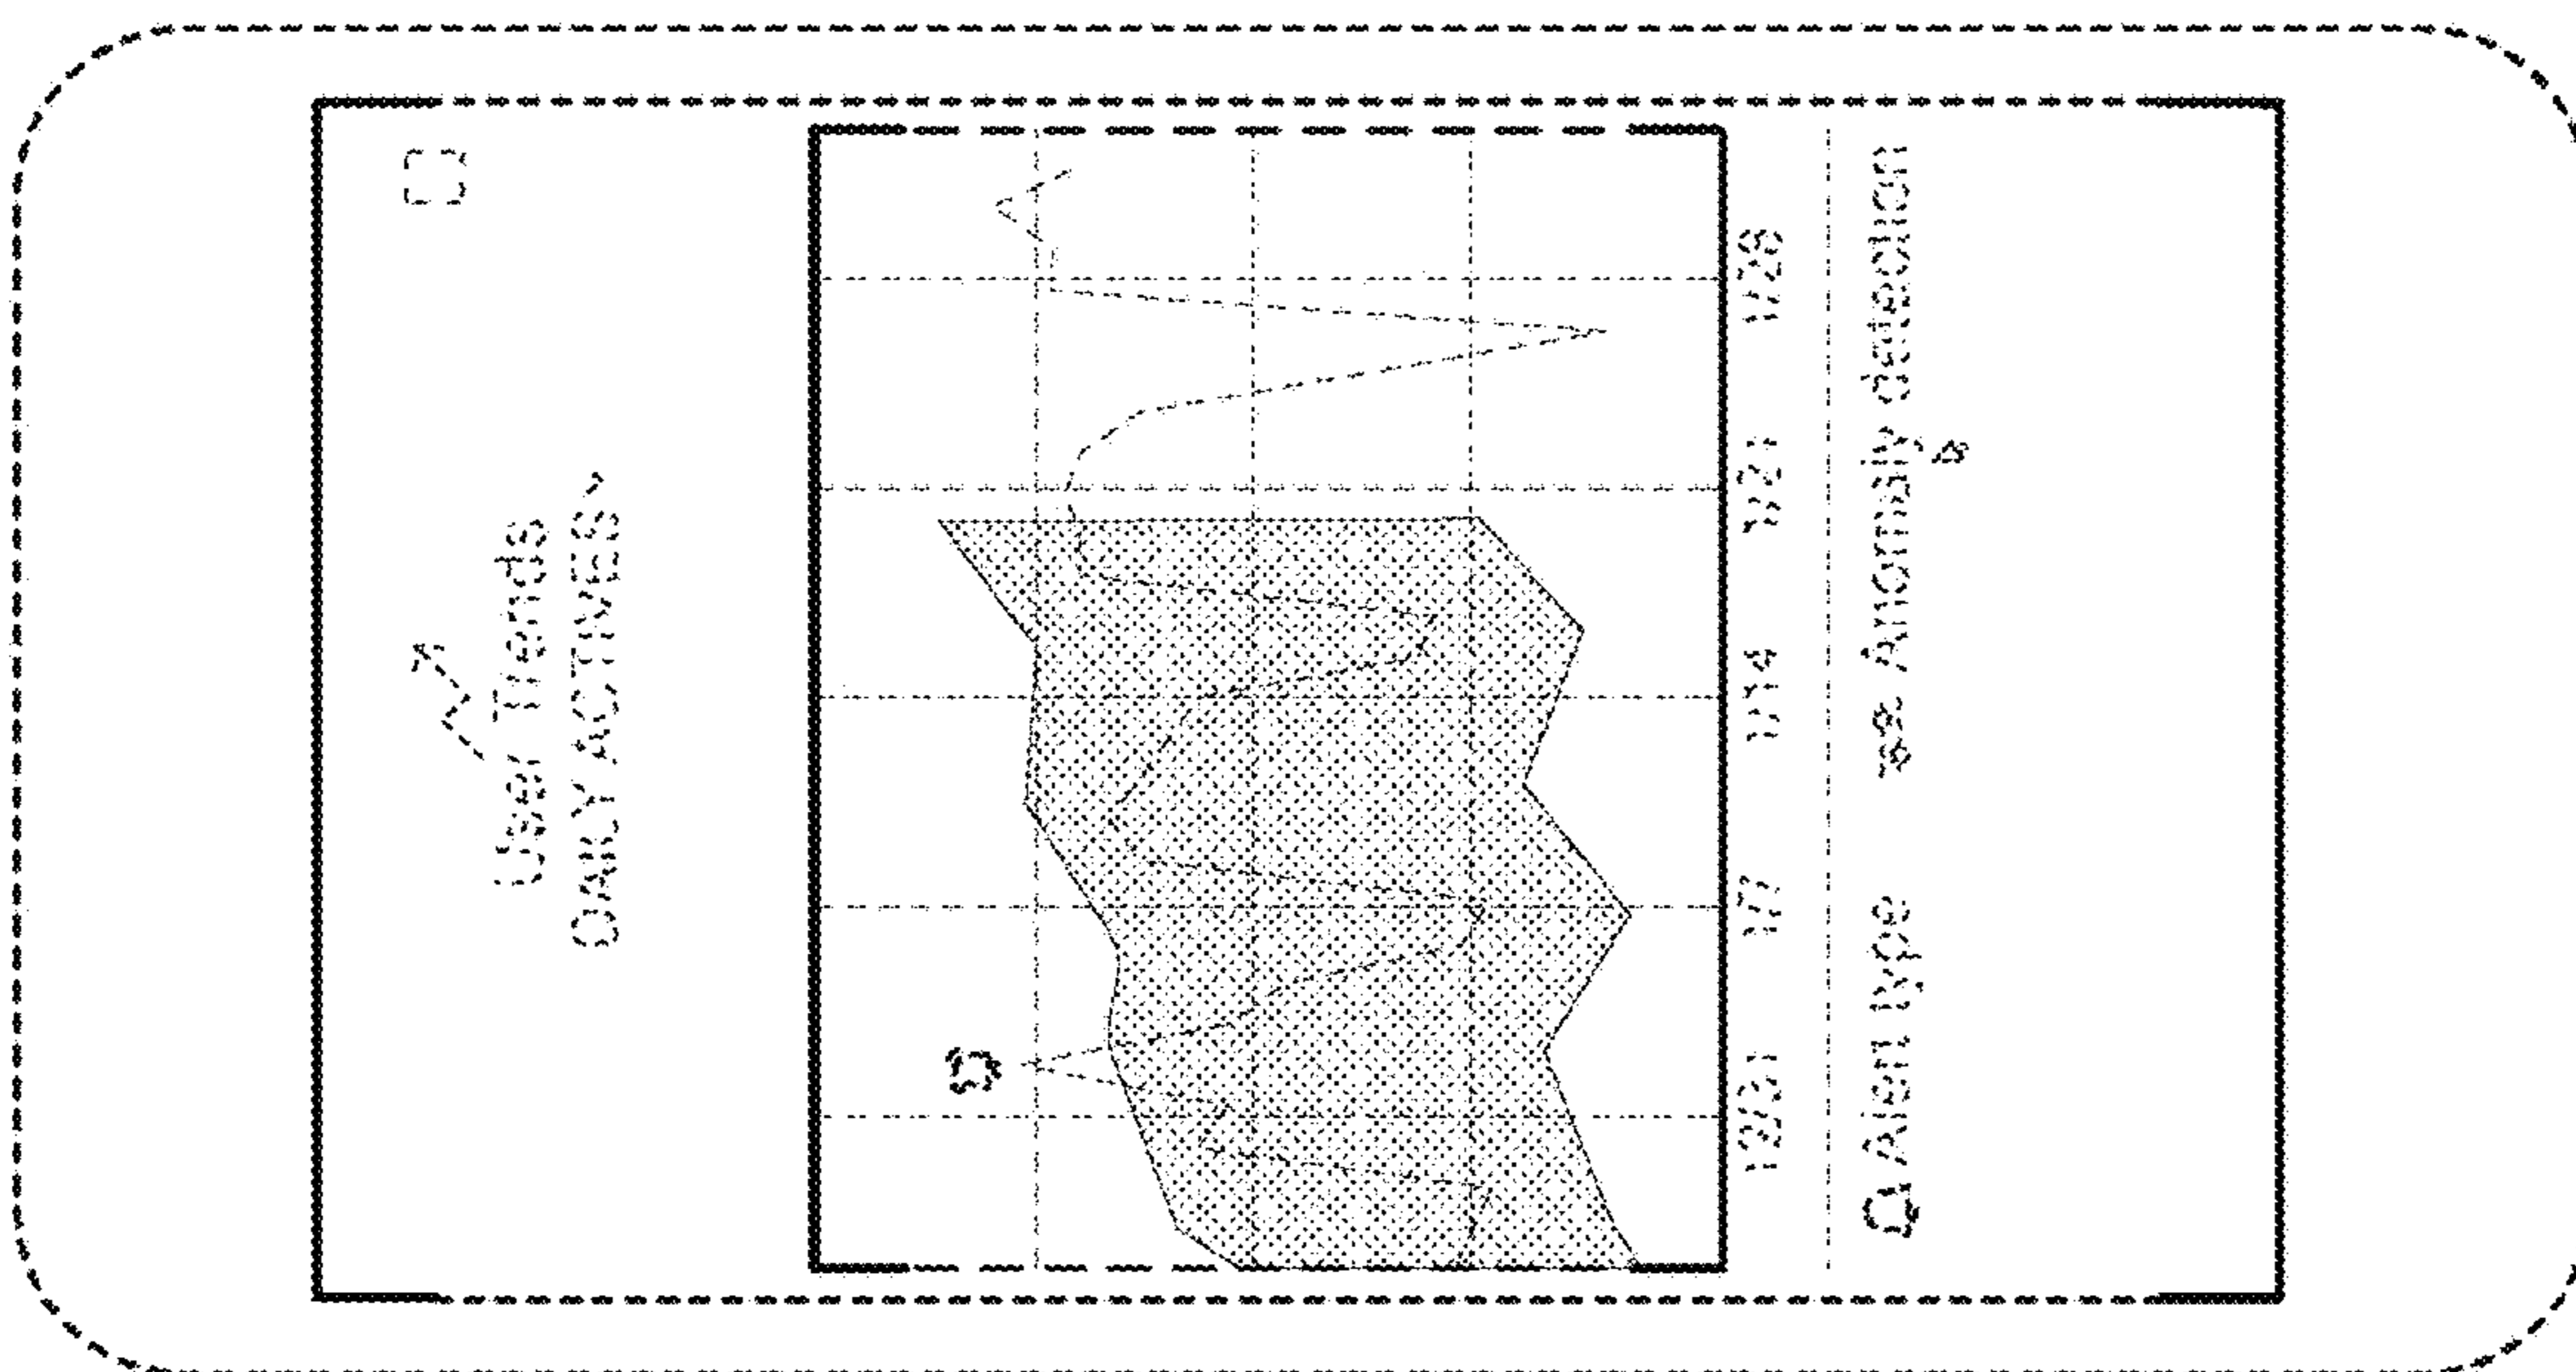 User Trends
DAILY ACTIVES
12/31 1/7 1/14 1/21 1/28
Alert type Anomaly detection